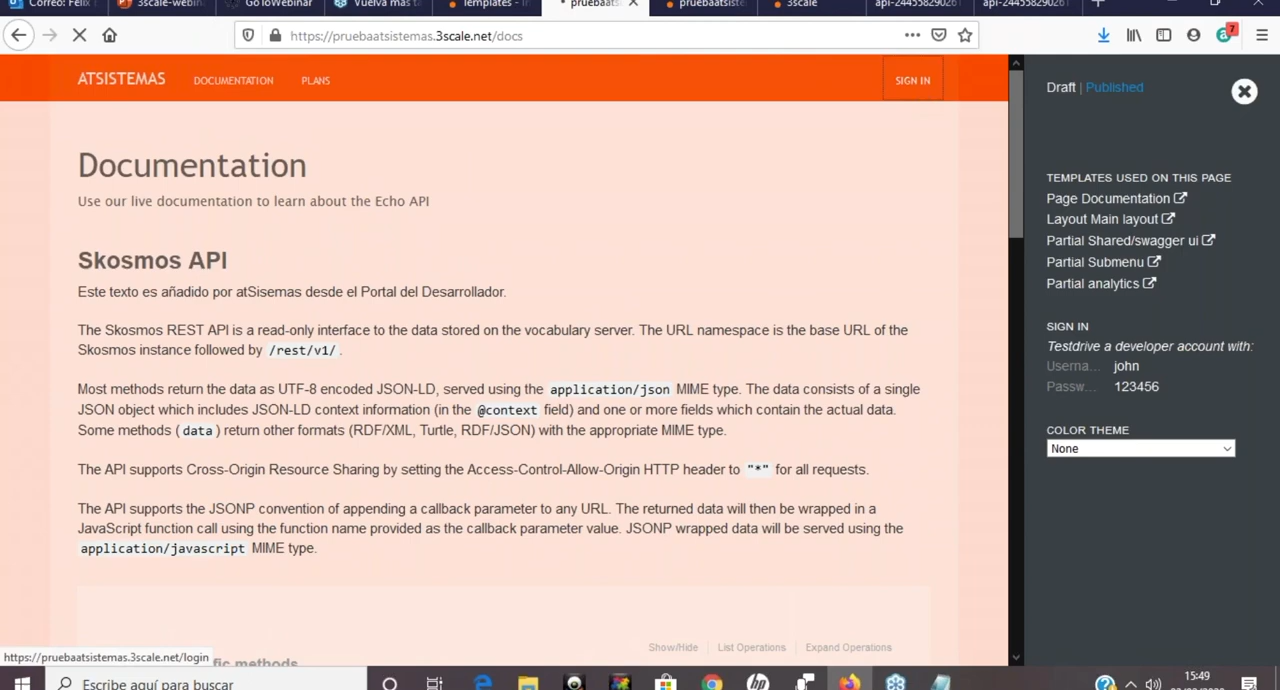 Correo: Felix
3scale-webin
GoToWebinar
Vuelva más ta
Templates - In
pruebaatsi
pruebaatsiste
3scale
api-244558290261
api-244558290261
https://pruebaatsistemas.3scale.net/docs
7
ATSISTEMAS
DOCUMENTATION
PLANS
SIGN IN
Documentation
Use our live documentation to learn about the Echo API
Skosmos API
Este texto es añadido por atSisemas desde el Portal del Desarrollador.
The Skosmos REST API is a read-only interface to the data stored on the vocabulary server. The URL namespace is the base URL of the
Skosmos instance followed by /rest/v1/.
Most methods return the data as UTF-8 encoded JSON-LD, served using the application/json MIME type. The data consists of a single
JSON object which includes JSON-LD context information (in the @context field) and one or more fields which contain the actual data.
Some methods (data) return other formats (RDF/XML, Turtle, RDF/JSON) with the appropriate MIME type.
The API supports Cross-Origin Resource Sharing by setting the Access-Control-Allow-Origin HTTP header to "*" for all requests.
The API supports the JSONP convention of appending a callback parameter to any URL. The returned data will then be wrapped in a
JavaScript function call using the function name provided as the callback parameter value. JSONP wrapped data will be served using the
application/javascript MIME type.
Show/Hide
List Operations
Expand Operations
https://pruebaatsistemas.3scale.net/login
fic methods
Draft | Published
TEMPLATES USED ON THIS PAGE
Page Documentation
Layout Main layout
Partial Shared/swagger ui
Partial Submenu
Partial analytics
SIGN IN
Testdrive a developer account with:
Userna... john
Passw... 123456
COLOR THEME
None
Escribe aquí para buscar
15:49